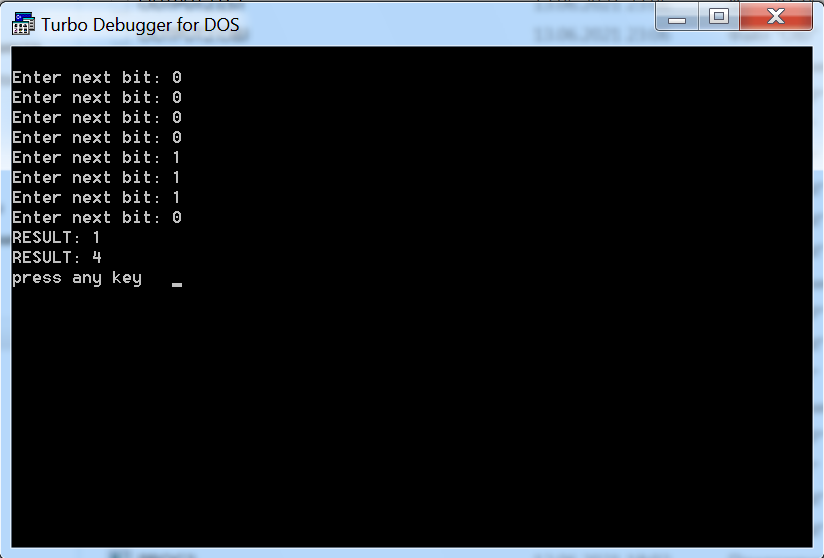 Turbo Debugger for DOS
Enter next bit: 0
Enter next bit: 0
Enter next bit: 0
Enter next bit: 0
Enter next bit: 1
Enter next bit: 1
Enter next bit: 1
Enter next bit: 0
RESULT: 1
RESULT: 4
press any key _